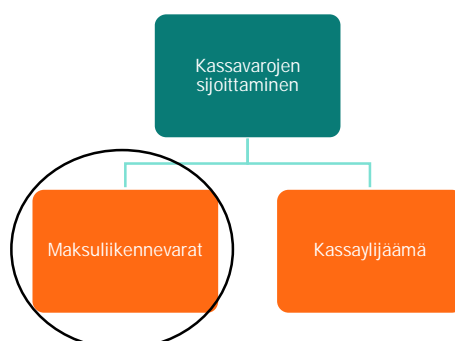 Kassavarojen
sijoittaminen
Maksuliikennevarat
Kassaylijäämä